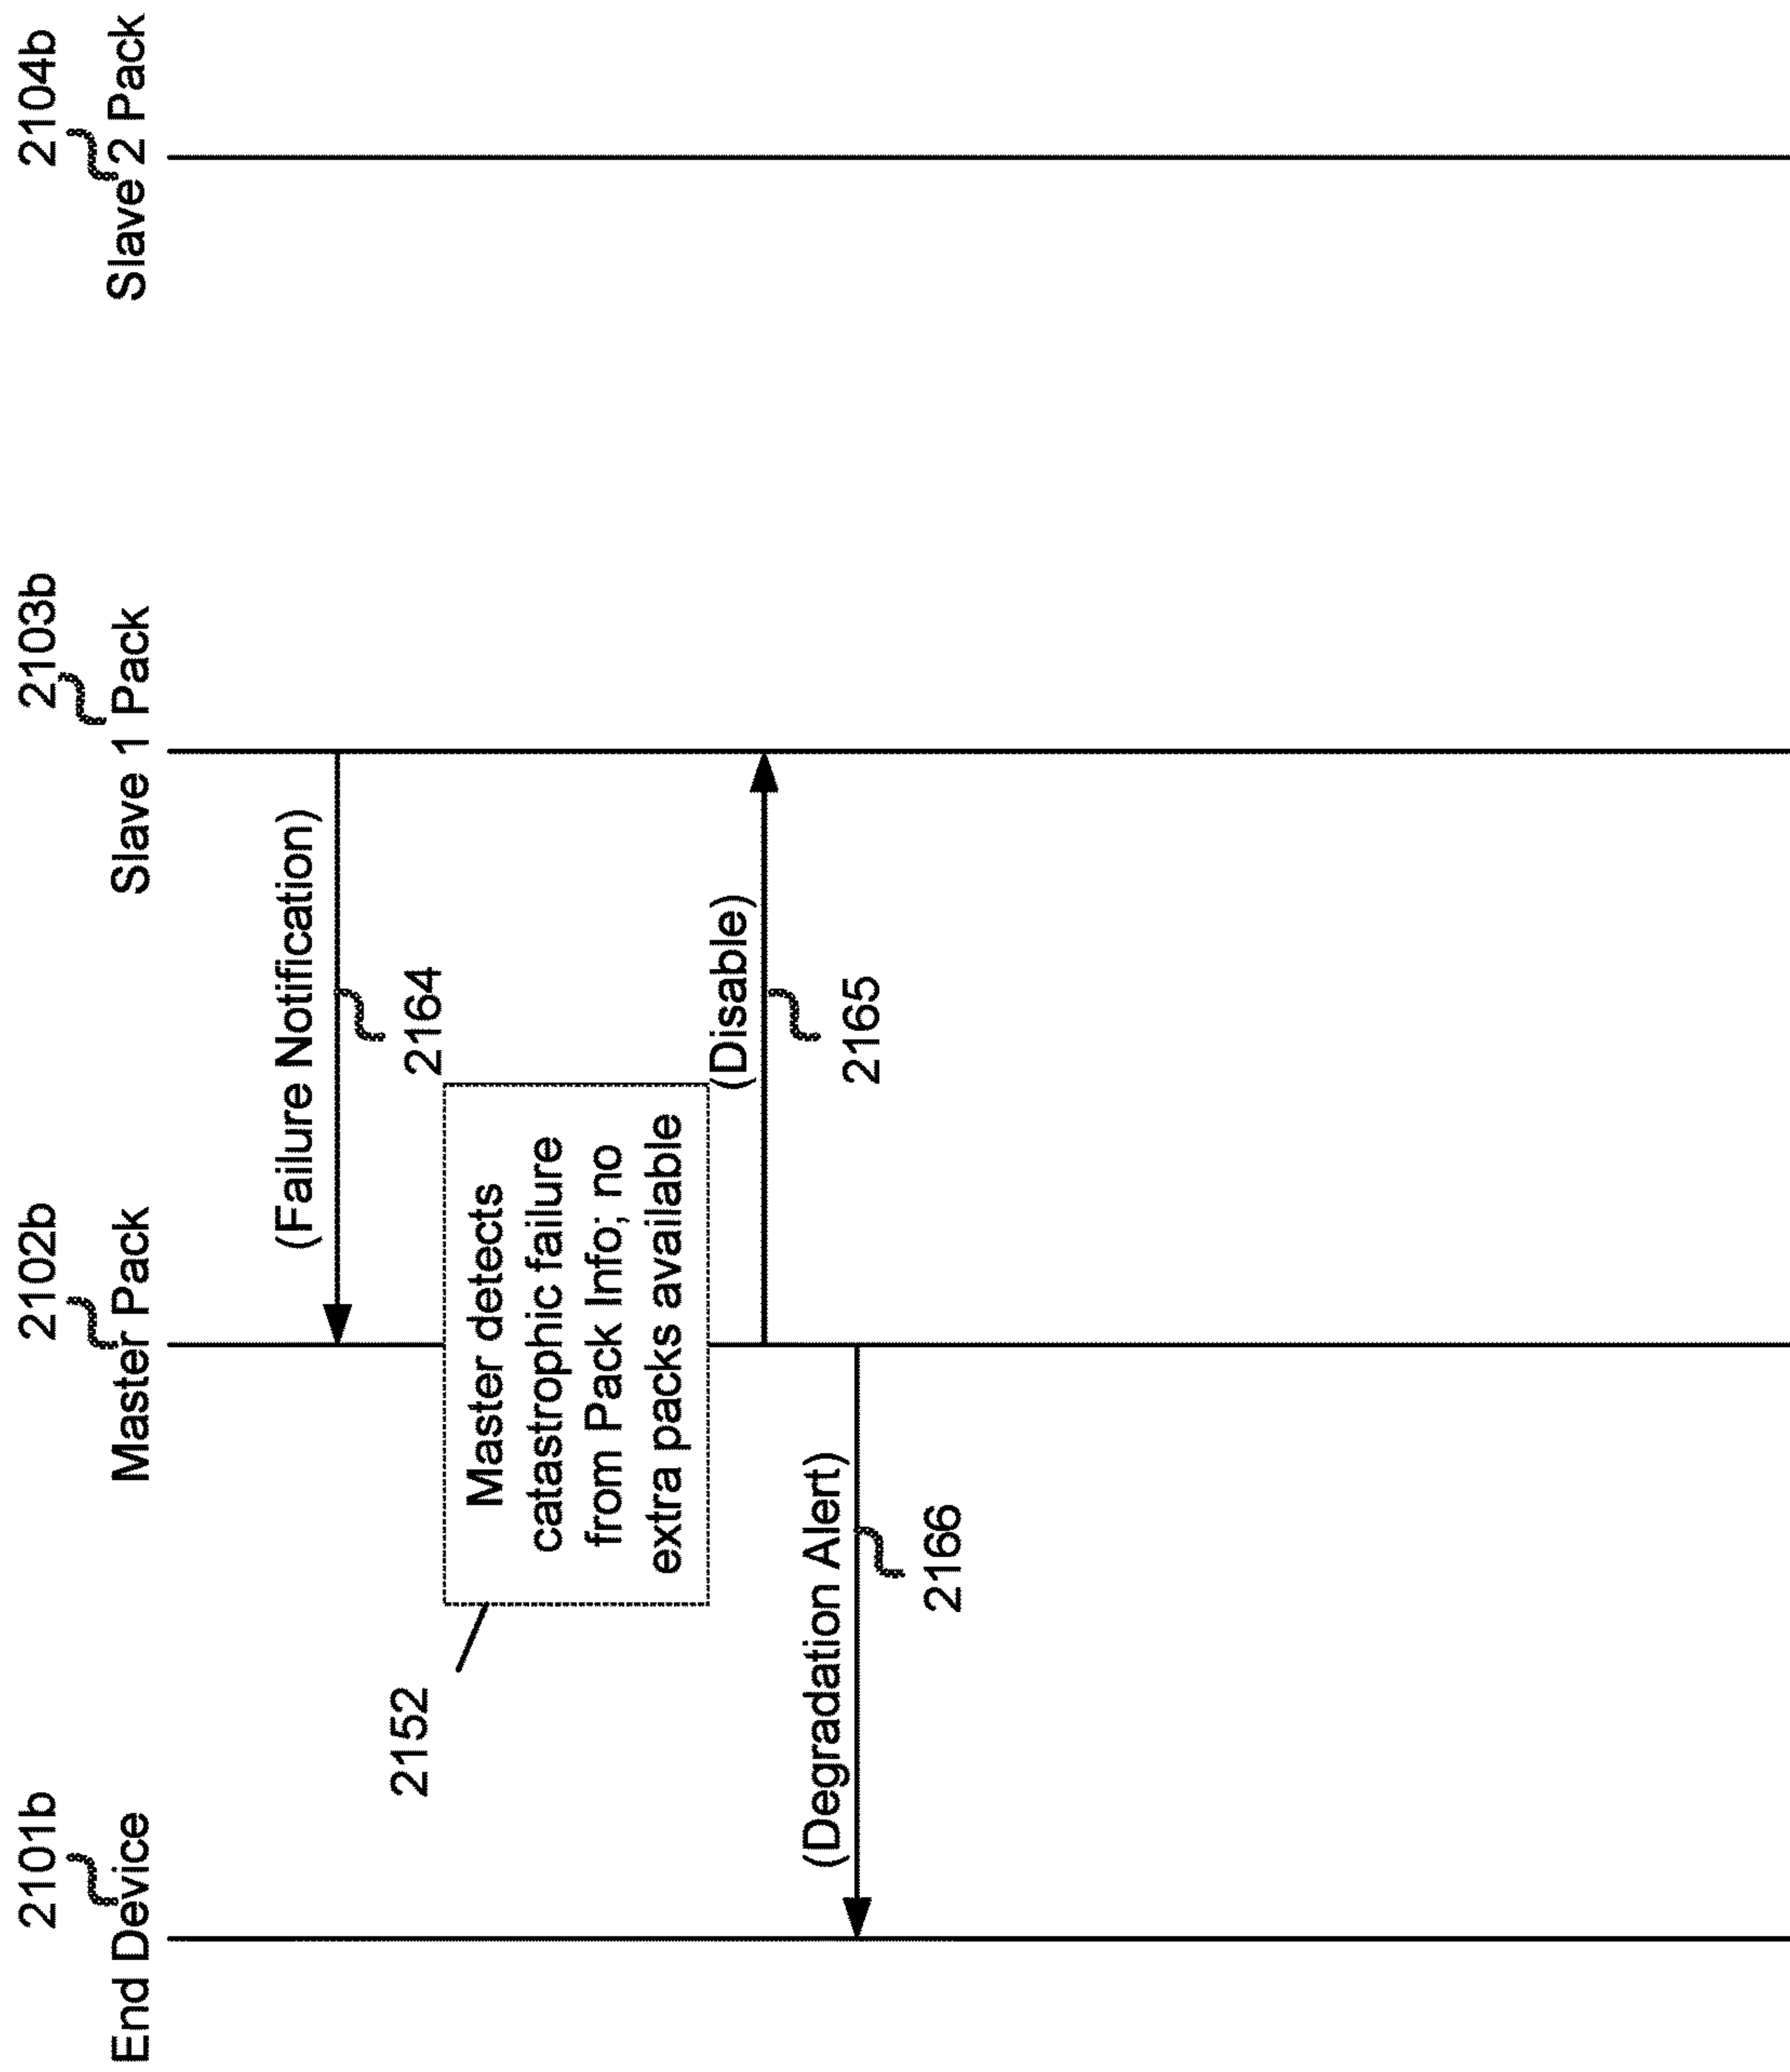 2101b
2102b
2103b
2104b
End Device
Master Pack
Slave 1 Pack
Slave 2 Pack
(Failure Notification)
2164
2152
Master detects
catastrophic failure
from Pack Info; no
extra packs available
(Disable)
2165
(Degradation Alert)
2166